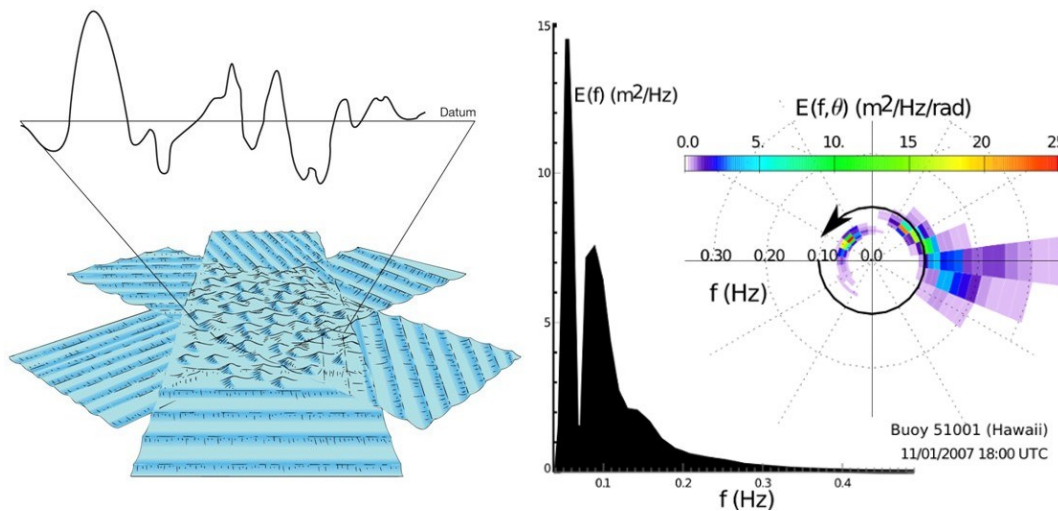 Datum
15
E(f) (m2/Hz)
10
5
0
0.1 0.2 0.3 0.4
f (Hz)
E(f,θ) (m2/Hz/rad)
0.0 5. 10 15 20 25
0.30 0.20 0.10 0.0
f (Hz)
Buoy 51001 (Hawaii)
11/01/2007 18:00 UTC